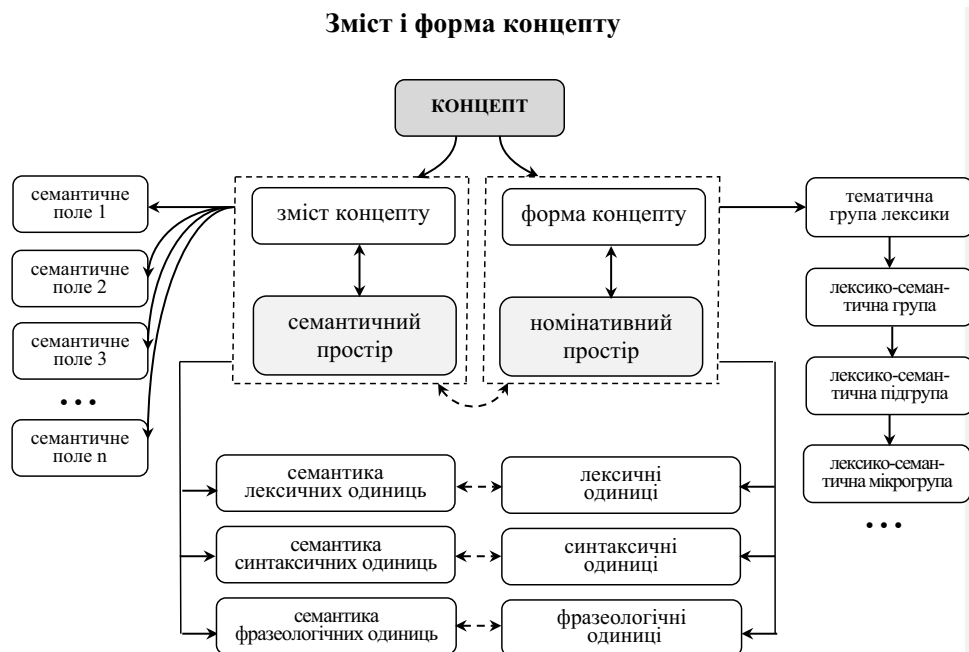 Зміст і форма концепту
КОНЦЕПТ
семантичне
поле 1
семантичне
поле 2
семантичне
поле 3
...
семантичне
поле n
зміст концепту
семантичний
простір
форма концепту
номінативний
простір
тематична
група лексики
лексико-семан-
тична група
лексико-семан-
тична підгрупа
лексико-семан-
тична мікрогрупа
...
семантика
лексичних одиниць
лексичні
одиниці
семантика
синтаксичних одиниць
синтаксичні
одиниці
семантика
фразеологічних одиниць
фразеологічні
одиниці